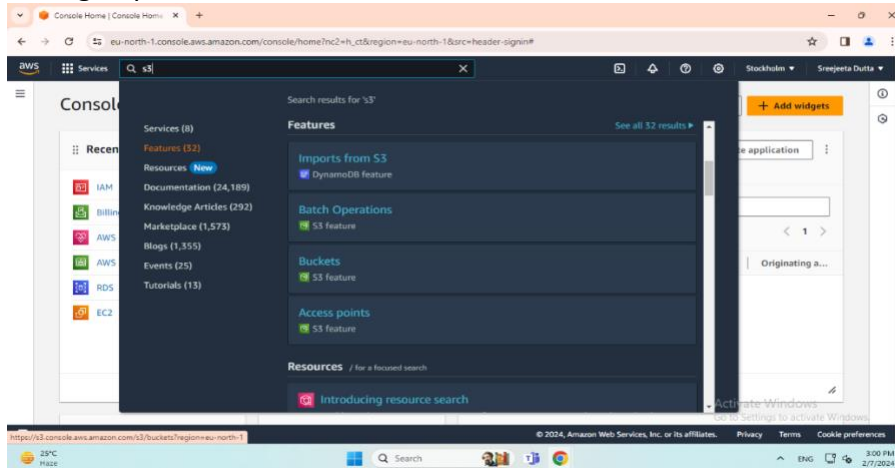 Console Home | Console Home
eu-north-1.console.aws.amazon.com/console/home?nc2=h_ct&region=eu-north-1&src=header-signin#
aws
Services
s3
Stockholm
Sreejeeta Dutta
Consol
Search results for 's3'
+ Add widgets
Services (8)
Features
See all 32 results
Recen
Features (32)
te application
Resources New
Imports from S3
DynamoDB feature
IAM
Documentation (24,189)
Knowledge Articles (292)
Batch Operations
Billin
S3 feature
Marketplace (1,573)
< 1 >
AWS
Blogs (1,355)
Buckets
AWS
Events (25)
S3 feature
Originating a...
RDS
Tutorials (13)
EC2
Access points
S3 feature
Resources / for a focused search
Introducing resource search
Activate Windows
Go to Settings to activate Windows.
https://s3.console.aws.amazon.com/s3/buckets?region=eu-north-1
© 2024, Amazon Web Services, Inc. or its affiliates.
Privacy
Terms
Cookie preferences
25°C
Haze
Search
ENG
3:00 PM
2/7/2024